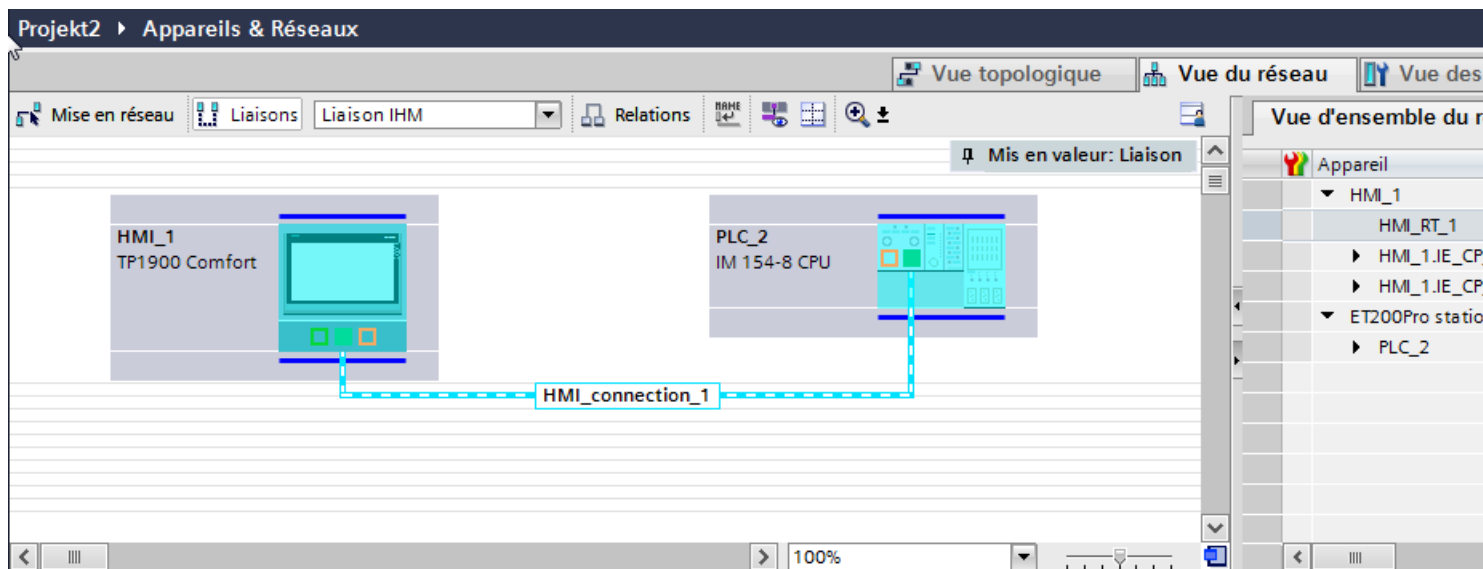 Projekt2 ▸ Appareils & Réseaux
Vue topologique
Vue du réseau
Vue des
Mise en réseau
Liaisons
Liaison IHM
Relations
NAME
Vue d'ensemble du r
Mis en valeur: Liaison
Appareil
HMI_1
TP1900 Comfort
PLC_2
IM 154-8 CPU
HMI_connection_1
HMI_1
HMI_RT_1
HMI_1.IE_CP
HMI_1.IE_CP
ET200Pro statio
PLC_2
100%